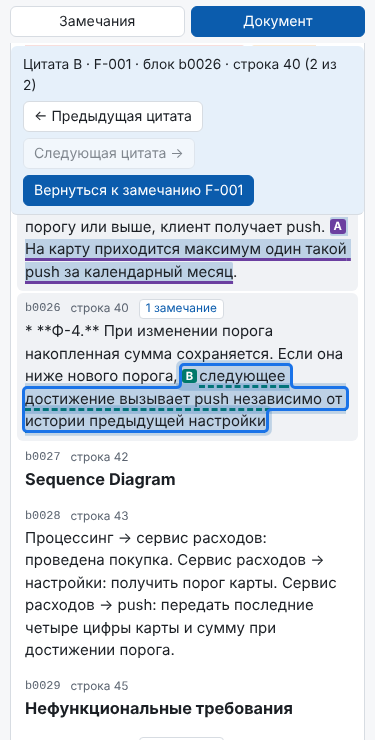 Замечания
Документ
Цитата B · F-001 · блок b0026 · строка 40 (2 из
2)
← Предыдущая цитата
Следующая цитата →
Вернуться к замечанию F-001
порогу или выше, клиент получает push. A
На карту приходится максимум один такой
push за календарный месяц.
b0026 строка 40 1 замечание
* **Ф-4.** При изменении порога
накопленная сумма сохраняется. Если она
ниже нового порога, B следующее
достижение вызывает push независимо от
истории предыдущей настройки
b0027 строка 42
Sequence Diagram
b0028 строка 43
Процессинг → сервис расходов:
проведена покупка. Сервис расходов →
настройки: получить порог карты. Сервис
расходов → push: передать последние
четыре цифры карты и сумму при
достижении порога.
b0029 строка 45
Нефункциональные требования